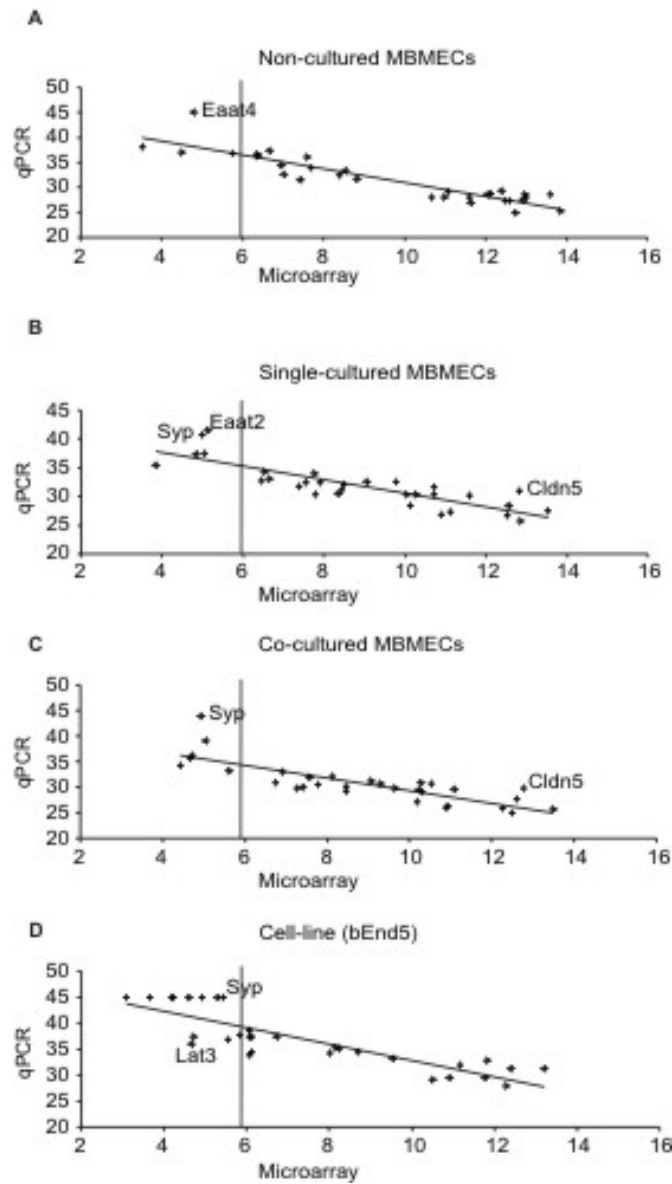 A
Non-cultured MBMECs
50
45
40
35
30
25
20
qPCR
Eaat4
2 4 6 8 10 12 14 16
Microarray
B
Single-cultured MBMECs
45
40
35
30
25
20
qPCR
Syp
Eaat2
Cldn5
2 4 6 8 10 12 14 16
Microarray
C
Co-cultured MBMECs
50
45
40
35
30
25
20
qPCR
Syp
Cldn5
2 4 6 8 10 12 14 16
Microarray
D
Cell-line (bEnd5)
50
45
40
35
30
25
20
qPCR
Syp
Lat3
2 4 6 8 10 12 14 16
Microarray